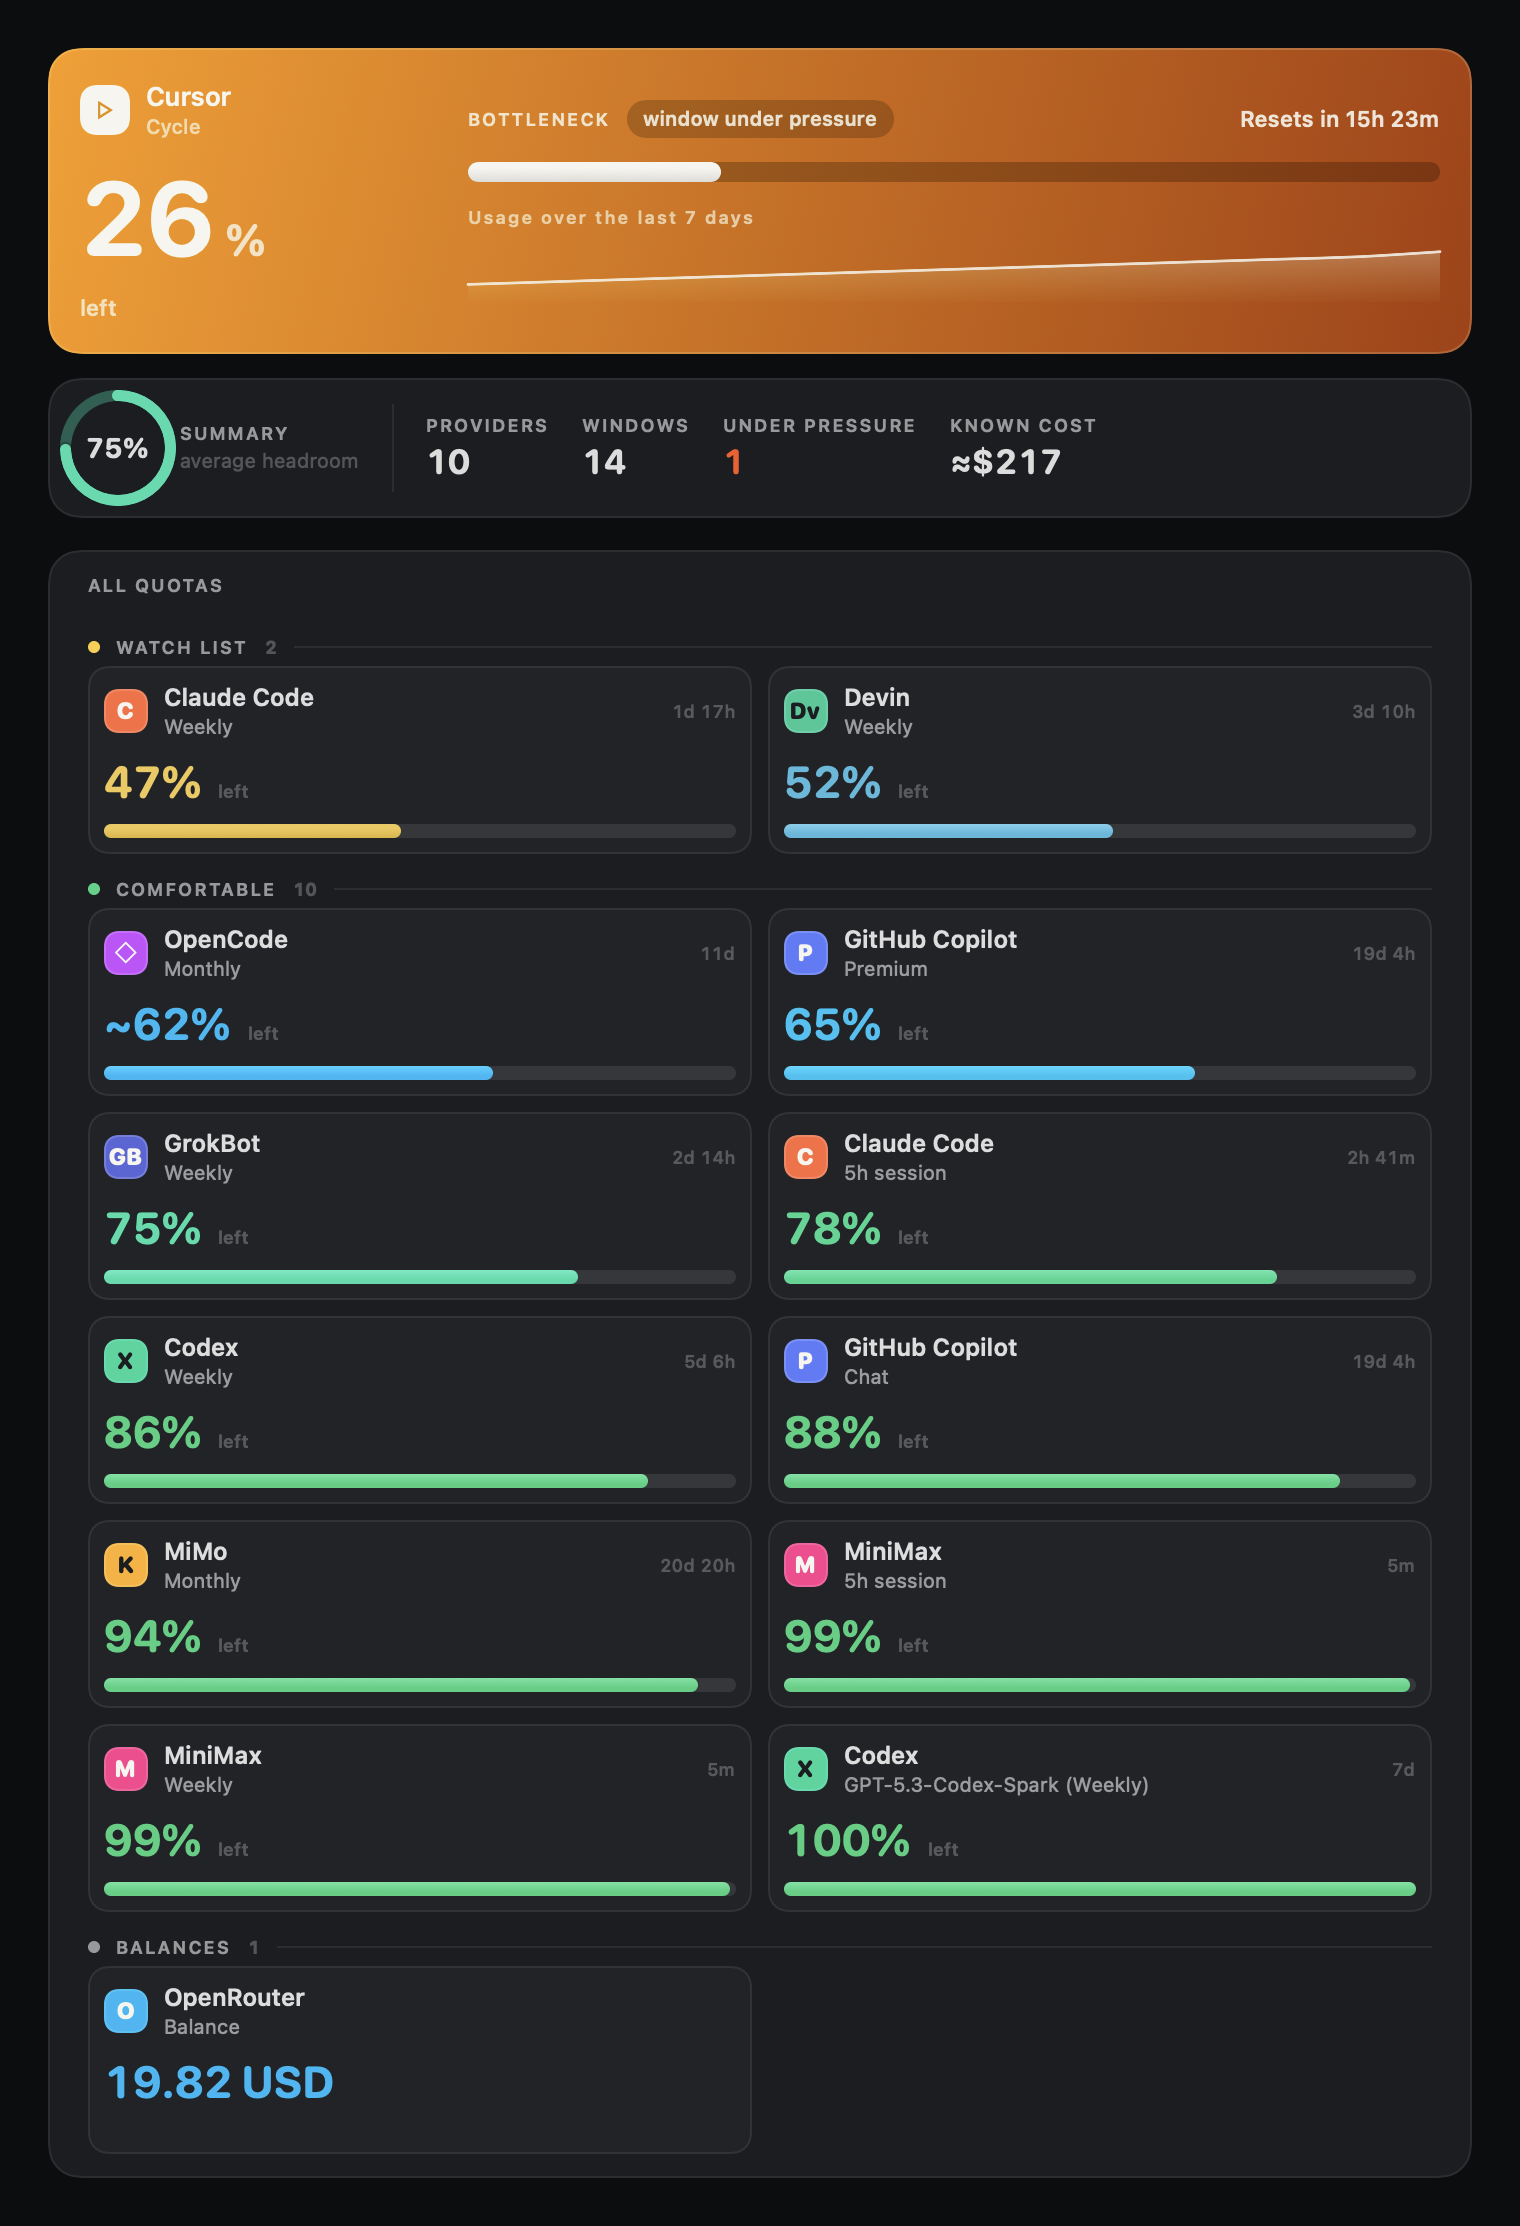 Cursor
Cycle
26 %
left
BOTTLENECK window under pressure Resets in 15h 23m
Usage over the last 7 days
75%
SUMMARY
average headroom
PROVIDERS WINDOWS UNDER PRESSURE KNOWN COST
10 14 1 ≈$217
ALL QUOTAS
WATCH LIST 2
C
Claude Code
Weekly
1d 17h
47% left
Dv
Devin
Weekly
3d 10h
52% left
COMFORTABLE 10
OpenCode
Monthly
11d
~62% left
P
GitHub Copilot
Premium
19d 4h
65% left
GB
GrokBot
Weekly
2d 14h
75% left
C
Claude Code
5h session
2h 41m
78% left
X
Codex
Weekly
5d 6h
86% left
P
GitHub Copilot
Chat
19d 4h
88% left
K
MiMo
Monthly
20d 20h
94% left
M
MiniMax
5h session
5m
99% left
M
MiniMax
Weekly
5m
99% left
X
Codex
GPT-5.3-Codex-Spark (Weekly)
7d
100% left
BALANCES 1
O
OpenRouter
Balance
19.82 USD